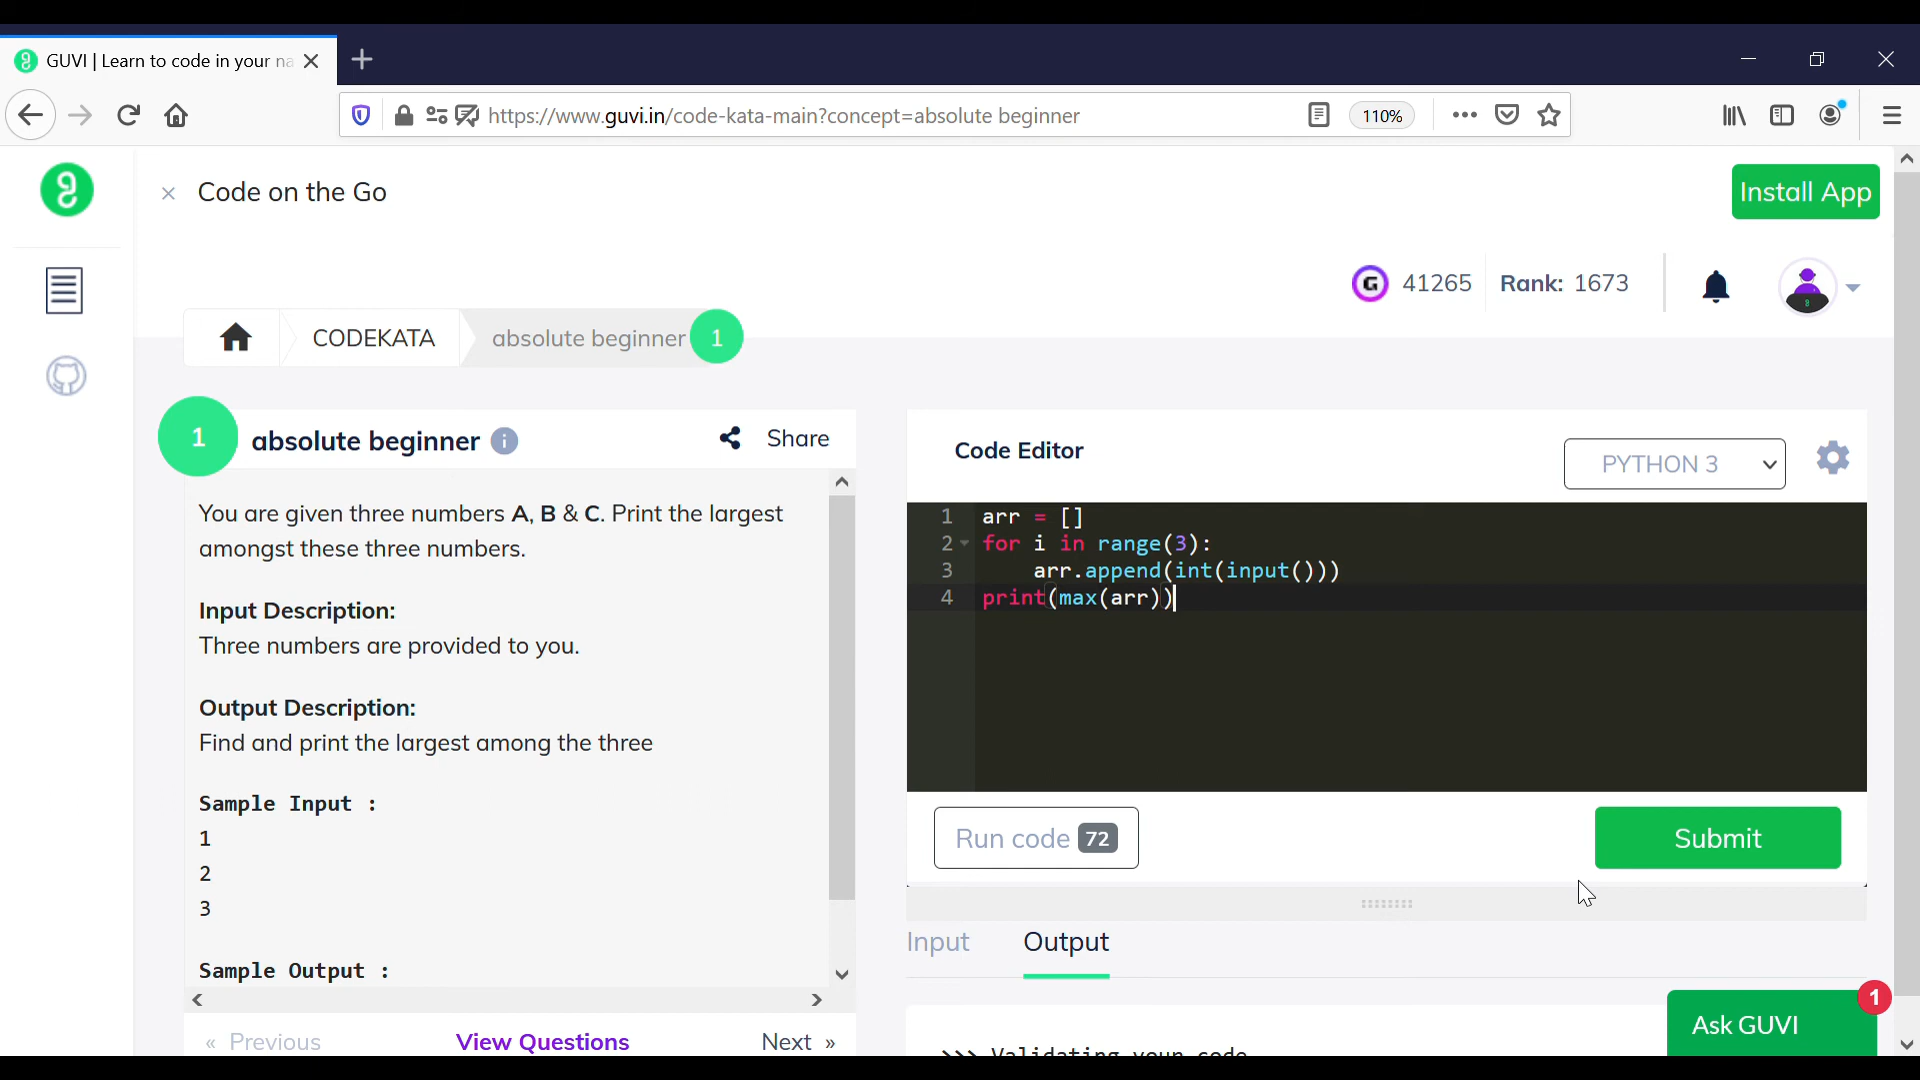 GUVI | Learn to code in your na
https://www.guvi.in/code-kata-main?concept=absolute beginner
110%
Code on the Go
Install App
G 41265 Rank: 1673
CODEKATA
absolute beginner 1
1 absolute beginner i
Share
You are given three numbers A, B & C. Print the largest
amongst these three numbers.
Input Description:
Three numbers are provided to you.
Output Description:
Find and print the largest among the three
Sample Input :
1
2
3
Sample Output :
« Previous
View Questions
Next »
Code Editor
PYTHON 3
1 arr = []
2 for i in range(3):
3 arr.append(int(input()))
4 print(max(arr))
Run code 72
Submit
Input
Output
>>> Validating your code
Ask GUVI
1